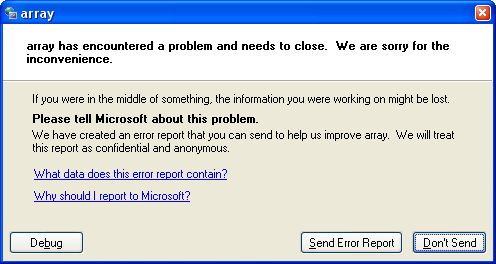 array
array has encountered a problem and needs to close.  We are sorry for the
inconvenience.
If you were in the middle of something, the information you were working on might be lost.
Please tell Microsoft about this problem.
We have created an error report that you can send to help us improve array.  We will treat
this report as confidential and anonymous.
What data does this error report contain?
Why should I report to Microsoft?
Debug
Send Error Report
Don't Send